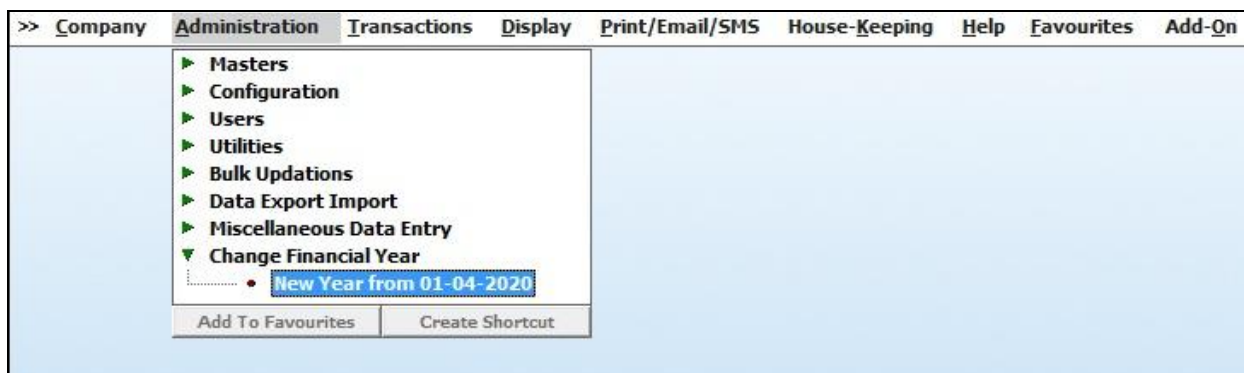 >> Company Administration Transactions Display Print/Email/SMS House-Keeping Help Favourites Add-On
Masters
Configuration
Users
Utilities
Bulk Updations
Data Export Import
Miscellaneous Data Entry
Change Financial Year
New Year from 01-04-2020
Add To Favourites Create Shortcut